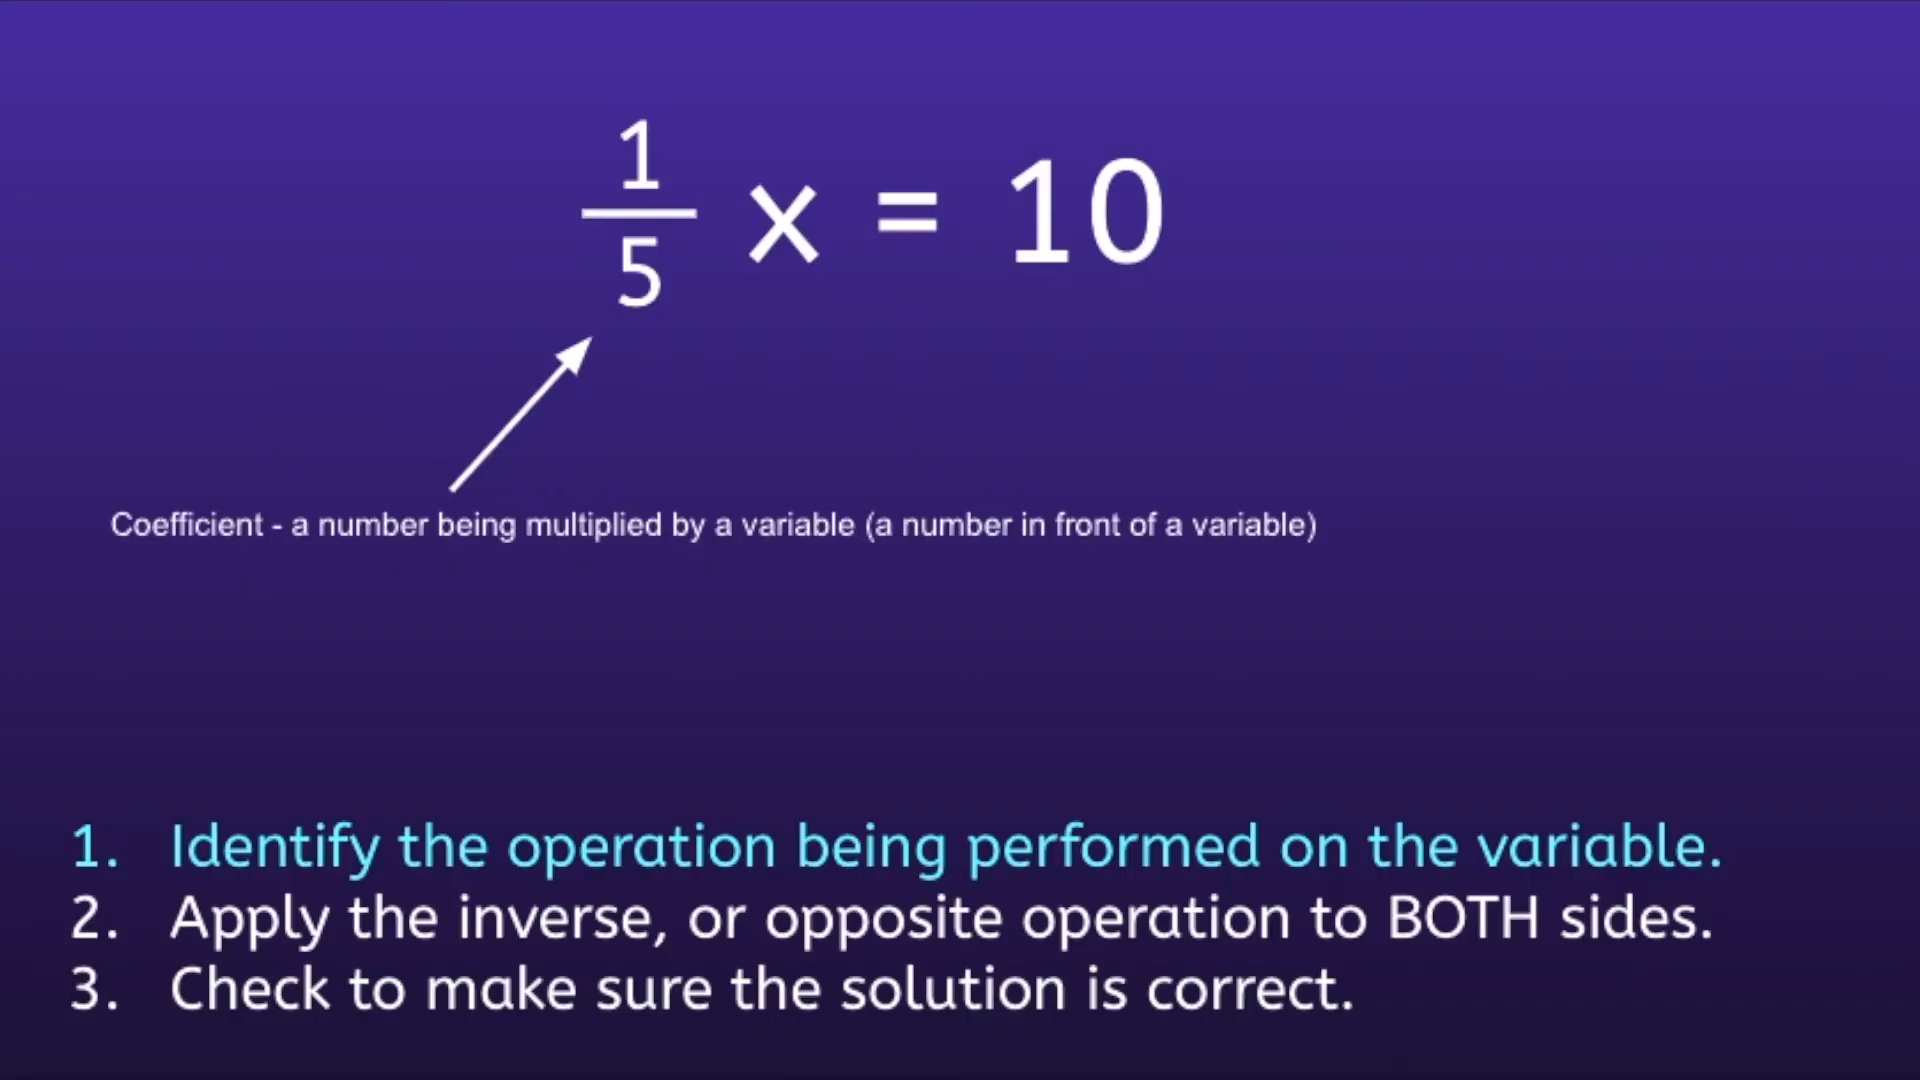 1/5 x = 10
Coefficient - a number being multiplied by a variable (a number in front of a variable)
1. Identify the operation being performed on the variable.
2. Apply the inverse, or opposite operation to BOTH sides.
3. Check to make sure the solution is correct.